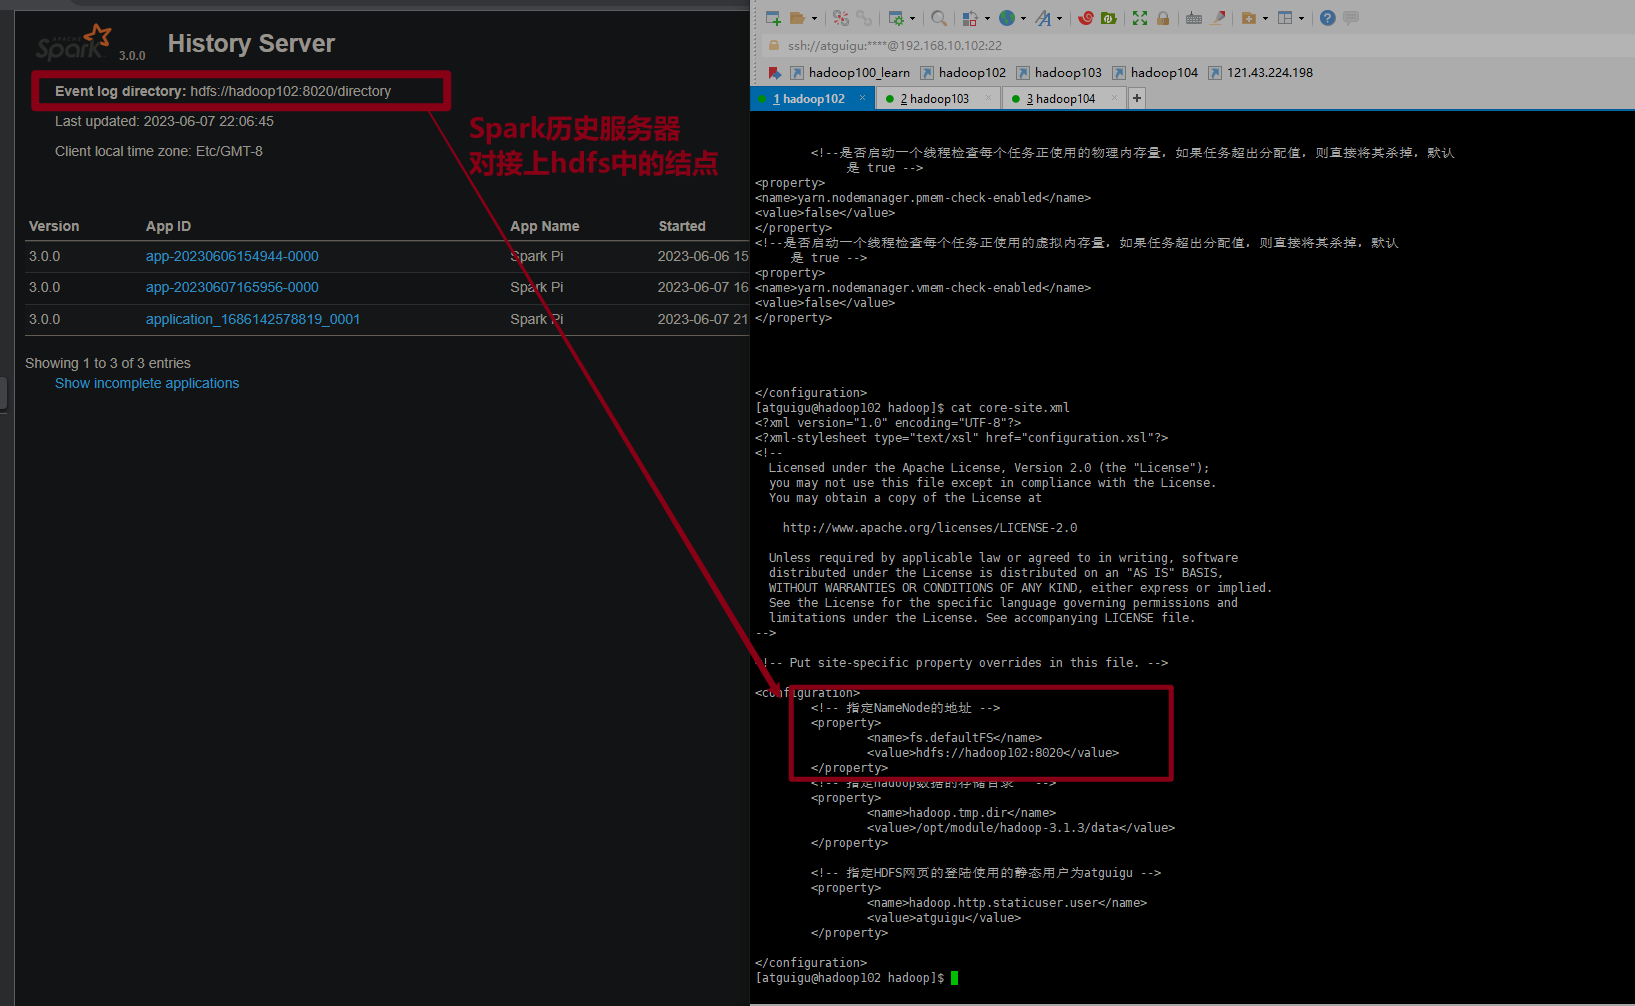 APACHE
Spark 3.0.0 History Server
Event log directory: hdfs://hadoop102:8020/directory
Last updated: 2023-06-07 22:06:45
Client local time zone: Etc/GMT-8
Spark历史服务器
对接上hdfs中的结点
Version App ID App Name Started
3.0.0 app-20230606154944-0000 Spark Pi 2023-06-06 15
3.0.0 app-20230607165956-0000 Spark Pi 2023-06-07 16
3.0.0 application_1686142578819_0001 Spark Pi 2023-06-07 21
Showing 1 to 3 of 3 entries
Show incomplete applications
ssh://atguigu:****@192.168.10.102:22
hadoop100_learn hadoop102 hadoop103 hadoop104 121.43.224.198
1 hadoop102 × 2 hadoop103 × 3 hadoop104 × +
<!--是否启动一个线程检查每个任务正使用的物理内存量，如果任务超出分配值，则直接将其杀掉，默认
是 true -->
<property>
<name>yarn.nodemanager.pmem-check-enabled</name>
<value>false</value>
</property>
<!--是否启动一个线程检查每个任务正使用的虚拟内存量，如果任务超出分配值，则直接将其杀掉，默认
是 true -->
<property>
<name>yarn.nodemanager.vmem-check-enabled</name>
<value>false</value>
</property>
</configuration>
[atguigu@hadoop102 hadoop]$ cat core-site.xml
<?xml version="1.0" encoding="UTF-8"?>
<?xml-stylesheet type="text/xsl" href="configuration.xsl"?>
<!--
Licensed under the Apache License, Version 2.0 (the "License");
you may not use this file except in compliance with the License.
You may obtain a copy of the License at
http://www.apache.org/licenses/LICENSE-2.0
Unless required by applicable law or agreed to in writing, software
distributed under the License is distributed on an "AS IS" BASIS,
WITHOUT WARRANTIES OR CONDITIONS OF ANY KIND, either express or implied.
See the License for the specific language governing permissions and
limitations under the License. See accompanying LICENSE file.
-->
<!-- Put site-specific property overrides in this file. -->
<configuration>
<!-- 指定NameNode的地址 -->
<property>
<name>fs.defaultFS</name>
<value>hdfs://hadoop102:8020</value>
</property>
<!-- 指定hadoop数据的存储目录 -->
<property>
<name>hadoop.tmp.dir</name>
<value>/opt/module/hadoop-3.1.3/data</value>
</property>
<!-- 指定HDFS网页的登陆使用的静态用户为atguigu -->
<property>
<name>hadoop.http.staticuser.user</name>
<value>atguigu</value>
</property>
</configuration>
[atguigu@hadoop102 hadoop]$